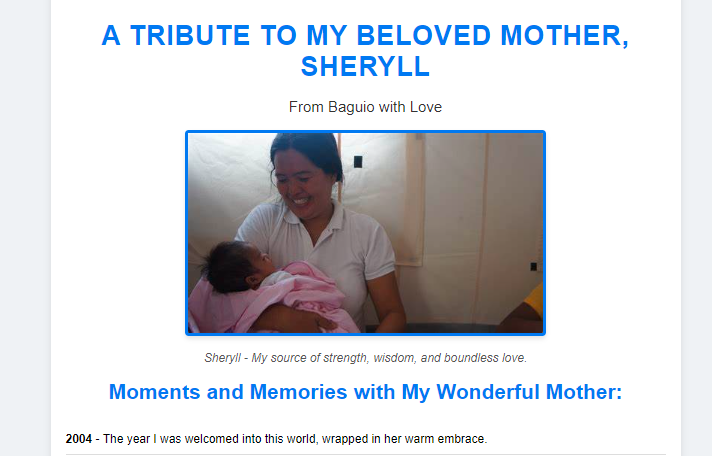 A TRIBUTE TO MY BELOVED MOTHER,
SHERYLL
From Baguio with Love
Sheryll - My source of strength, wisdom, and boundless love.
Moments and Memories with My Wonderful Mother:
2004 - The year I was welcomed into this world, wrapped in her warm embrace.